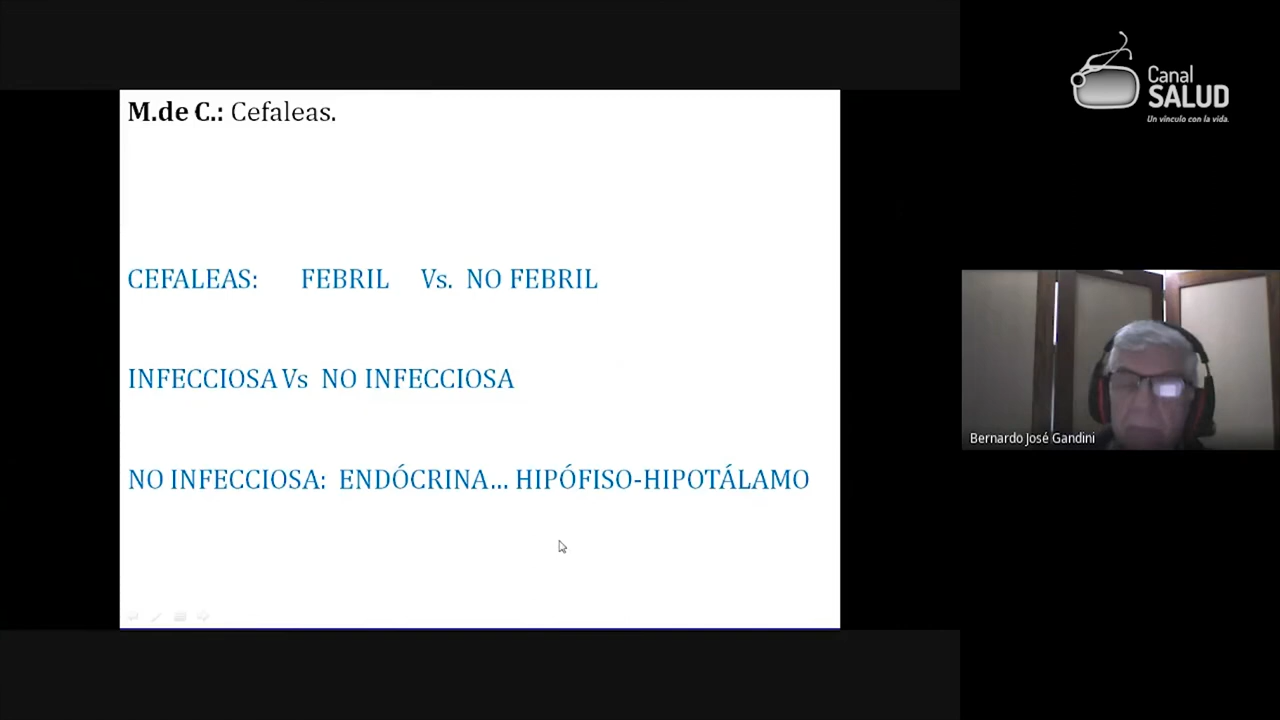 M.de C.: Cefaleas.
CEFALEAS: FEBRIL Vs. NO FEBRIL
INFECCIOSA Vs NO INFECCIOSA
NO INFECCIOSA: ENDÓCRINA... HIPÓFISO-HIPOTÁLAMO
Canal
SALUD
Un vínculo con la vida.
Bernardo José Gandini